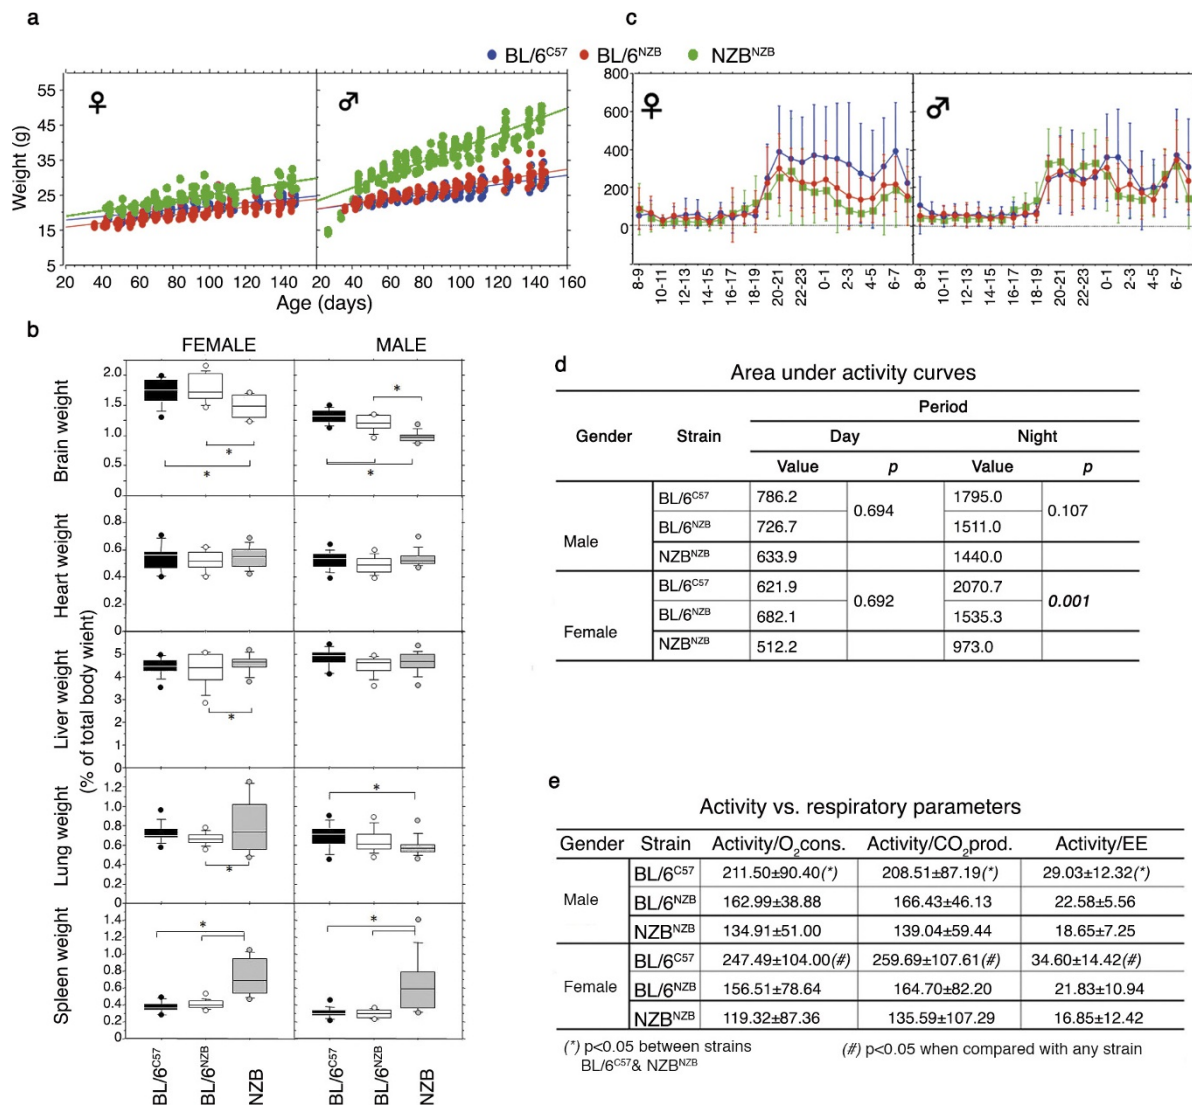 a
c
BL/6C57 BL/6NZB NZBNZB
Weight (g)
55
45
35
25
15
5
♀ ♂
20 40 60 80 100 120 140 20 40 60 80 100 120 140 160
Age (days)
800
600
400
200
0
♀ ♂
8-9 10-11 12-13 14-15 16-17 18-19 20-21 22-23 0-1 2-3 4-5 6-7 8-9 10-11 12-13 14-15 16-17 18-19 20-21 22-23 0-1 2-3 4-5 6-7
b
FEMALE MALE
Brain weight
2.0
1.5
1.0
0.5
0
* * * *
Heart weight
0.8
0.6
0.4
0.2
0
Liver weight
5
4
3
2
1
0
*
(% of total body wieht)
Lung weight
1.2
1.0
0.8
0.6
0.4
0.2
0
* *
Spleen weight
1.4
1.2
1.0
0.8
0.6
0.4
0.2
0
* *
BL/6C57 BL/6NZB NZB BL/6C57 BL/6NZB NZB
d
Area under activity curves
Gender Strain Period
Day Night
Value p Value p
Male BL/6C57 786.2 0.694 1795.0 0.107
BL/6NZB 726.7 1511.0
NZBNZB 633.9 1440.0
Female BL/6C57 621.9 0.692 2070.7 0.001
BL/6NZB 682.1 1535.3
NZBNZB 512.2 973.0
e
Activity vs. respiratory parameters
Gender Strain Activity/O2cons. Activity/CO2prod. Activity/EE
Male BL/6C57 211.50±90.40(*) 208.51±87.19(*) 29.03±12.32(*)
BL/6NZB 162.99±38.88 166.43±46.13 22.58±5.56
NZBNZB 134.91±51.00 139.04±59.44 18.65±7.25
Female BL/6C57 247.49±104.00(#) 259.69±107.61(#) 34.60±14.42(#)
BL/6NZB 156.51±78.64 164.70±82.20 21.83±10.94
NZBNZB 119.32±87.36 135.59±107.29 16.85±12.42
(*) p<0.05 between strains
BL/6C57& NZBNZB
(#) p<0.05 when compared with any strain